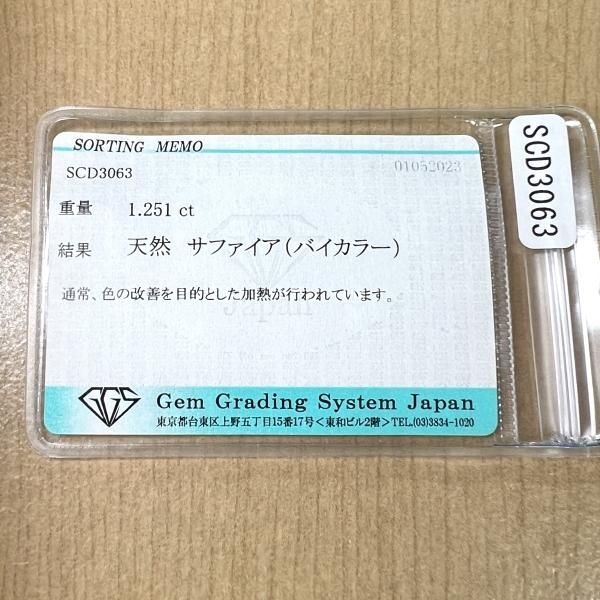 SORTING MEMO
SCD3063
01052023
重量 1.251 ct
結果 天然 サファイア(バイカラー)
通常、色の改善を目的とした加熱が行われています。
Japan
GGS
Gem Grading System Japan
東京都台東区上野五丁目15番17号<東和ビル2階>TEL.(03)3834-1020
SCD3063